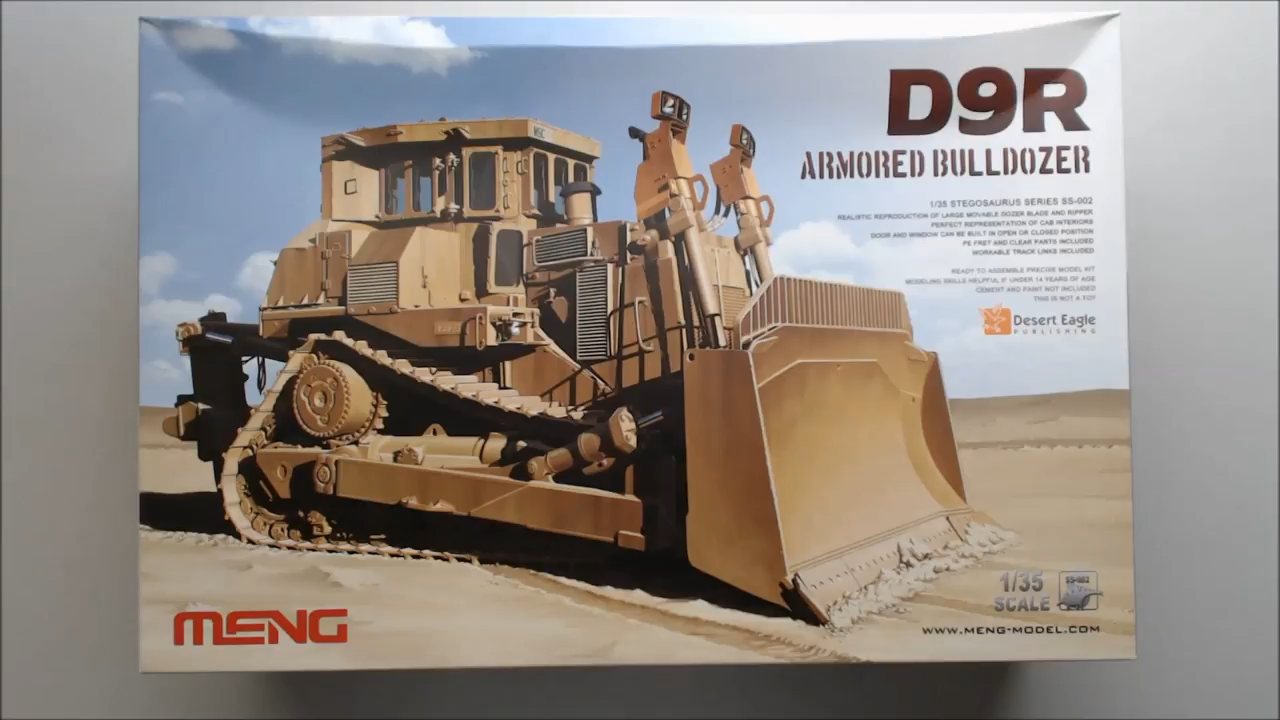 D9R
ARMORED BULLDOZER
1/35 STEGOSAURUS SERIES SS-002
REALISTIC REPRODUCTION OF LARGE MOVABLE DOZER BLADE AND RIPPER
PERFECT REPRESENTATION OF CAB INTERIORS
DOOR AND WINDOW CAN BE BUILT IN OPEN OR CLOSED POSITION
PE FRET AND CLEAR PARTS INCLUDED
WORKABLE TRACK LINKS INCLUDED
READY TO ASSEMBLE PRECISE MODEL KIT
MODELING SKILLS HELPFUL IF UNDER 14 YEARS OF AGE
CEMENT AND PAINT NOT INCLUDED
THIS IS NOT A TOY
Desert Eagle
PUBLISHING
1/35
SCALE
SS-002
MENG
WWW.MENG-MODEL.COM